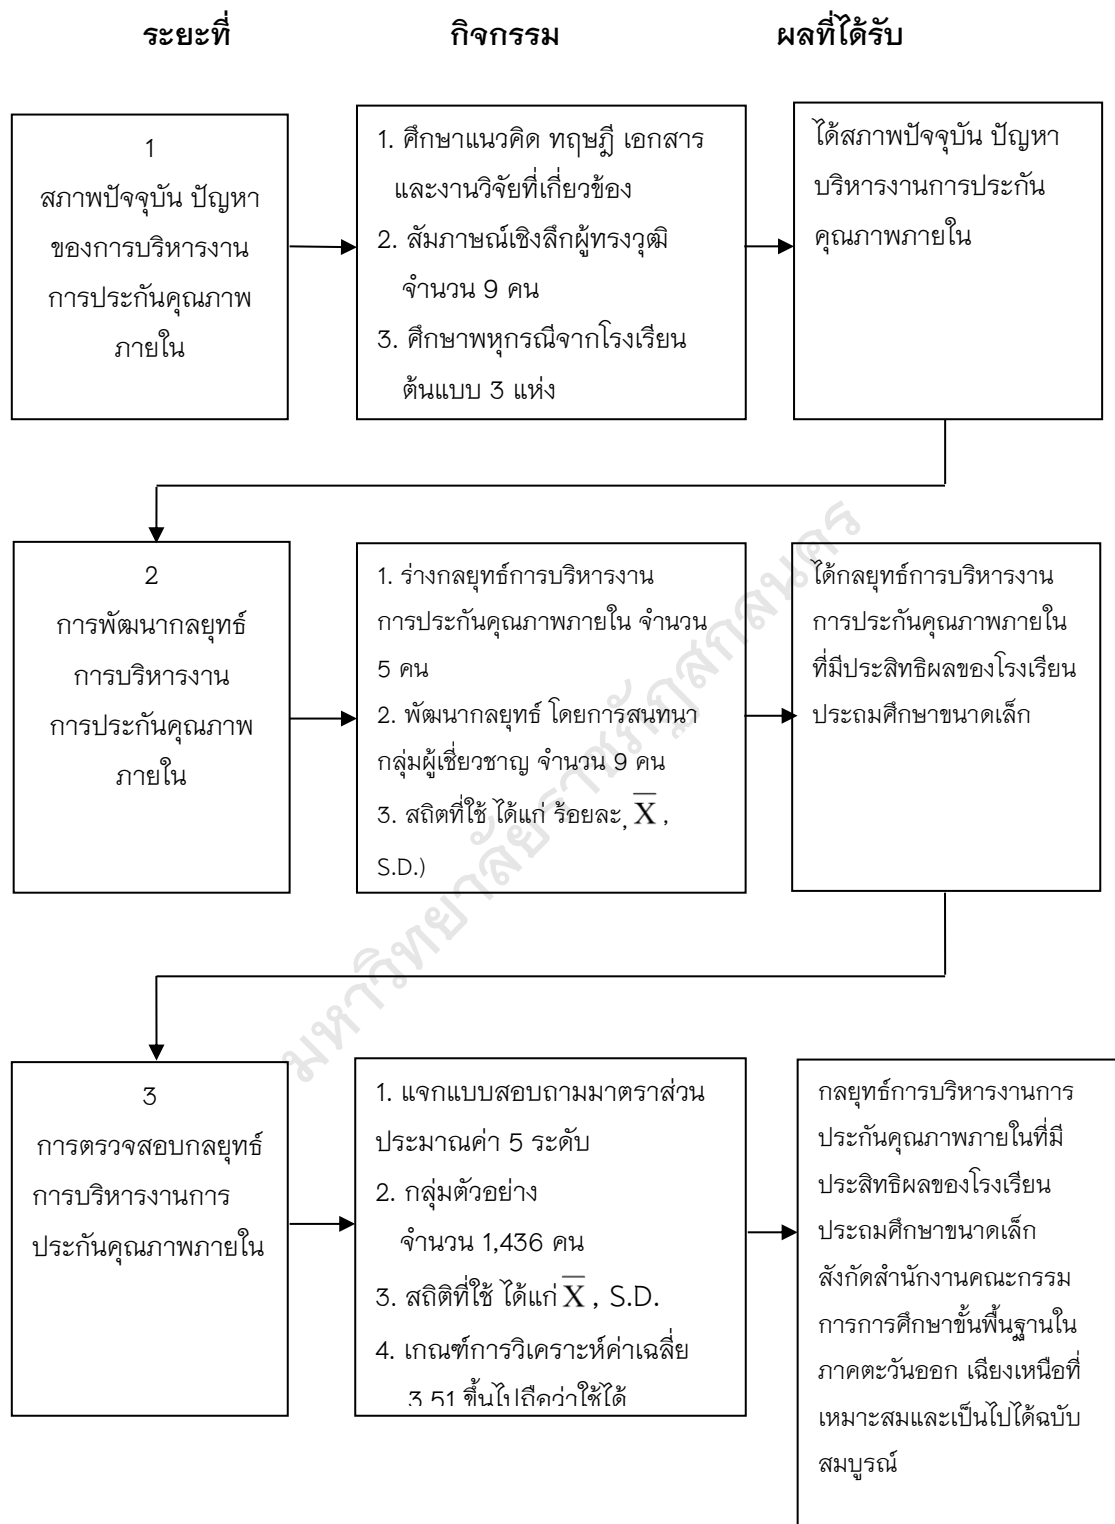 ระยะที่ กิจกรรม ผลที่ได้รับ
1
สภาพปัจจุบัน ปัญหา
ของการบริหารงาน
การประกันคุณภาพ
ภายใน
1. ศึกษาแนวคิด ทฤษฎี เอกสาร
และงานวิจัยที่เกี่ยวข้อง
2. สัมภาษณ์เชิงลึกผู้ทรงวุฒิ
จำนวน 9 คน
3. ศึกษาพหุกรณีจากโรงเรียน
ต้นแบบ 3 แห่ง
ได้สภาพปัจจุบัน ปัญหา
บริหารงานการประกัน
คุณภาพภายใน
2
การพัฒนากลยุทธ์
การบริหารงาน
การประกันคุณภาพ
ภายใน
1. ร่างกลยุทธ์การบริหารงาน
การประกันคุณภาพภายใน จำนวน
5 คน
2. พัฒนากลยุทธ์ โดยการสนทนา
กลุ่มผู้เชี่ยวชาญ จำนวน 9 คน
3. สถิตที่ใช้ ได้แก่ ร้อยละ, X̅ ,
S.D.)
ได้กลยุทธ์การบริหารงาน
การประกันคุณภาพภายใน
ที่มีประสิทธิผลของโรงเรียน
ประถมศึกษาขนาดเล็ก
3
การตรวจสอบกลยุทธ์
การบริหารงานการ
ประกันคุณภาพภายใน
1. แจกแบบสอบถามมาตราส่วน
ประมาณค่า 5 ระดับ
2. กลุ่มตัวอย่าง
จำนวน 1,436 คน
3. สถิติที่ใช้ ได้แก่ X̅ , S.D.
4. เกณฑ์การวิเคราะห์ค่าเฉลี่ย
3.51 ขึ้นไปถือว่าใช้ได้
กลยุทธ์การบริหารงานการ
ประกันคุณภาพภายในที่มี
ประสิทธิผลของโรงเรียน
ประถมศึกษาขนาดเล็ก
สังกัดสำนักงานคณะกรรม
การการศึกษาขั้นพื้นฐานใน
ภาคตะวันออก เฉียงเหนือที่
เหมาะสมและเป็นไปได้ฉบับ
สมบูรณ์
มหาวิทยาลัยราชภัฏสกลนคร